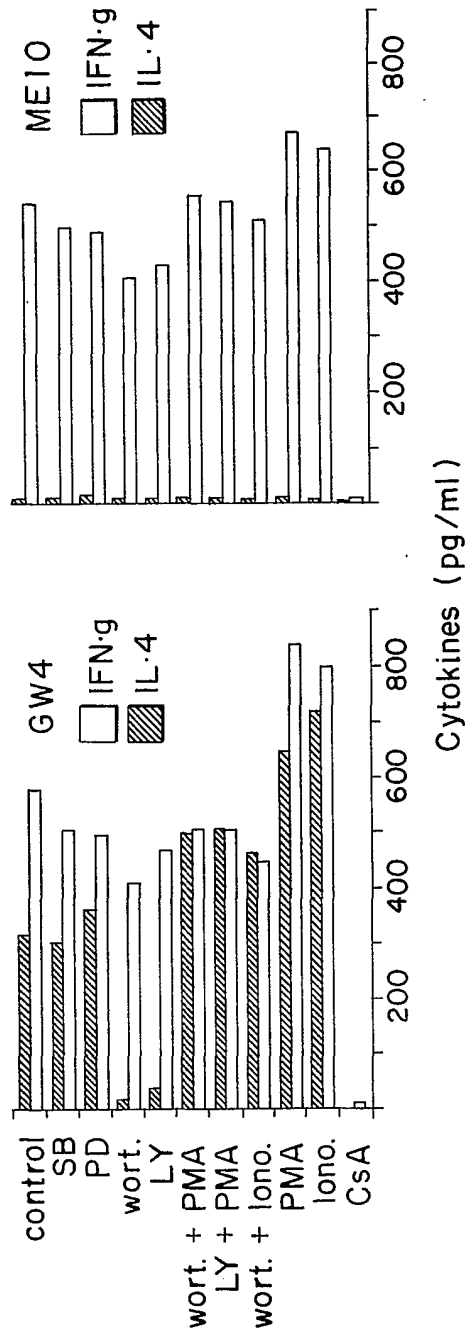 GW4
IFN·g
IL·4
ME10
IFN·g
IL·4
control
SB
PD
wort.
LY
wort. + PMA
LY + PMA
wort. + Iono.
PMA
Iono.
CsA
200
400
600
800
200
400
600
800
Cytokines (pg/ml)